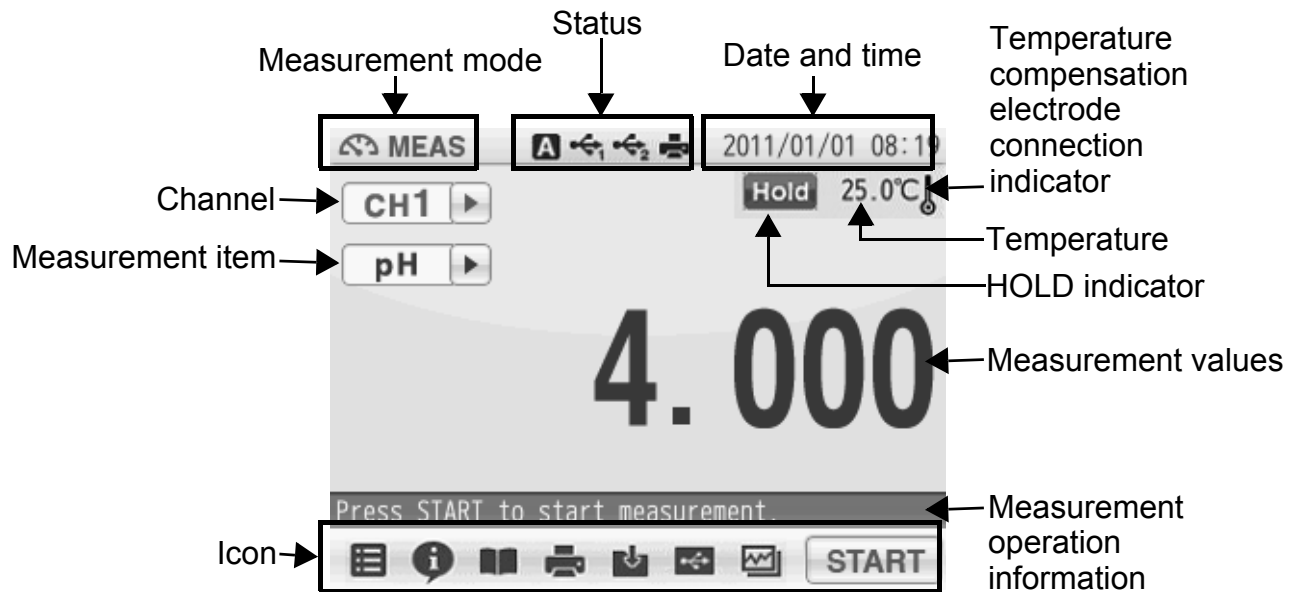 Status
Measurement mode
Date and time
Temperature
compensation
electrode
connection
indicator
MEAS
A 1 2
2011/01/01 08:19
Channel
CH1
Hold
25.0℃
Measurement item
pH
Temperature
HOLD indicator
4.000
Measurement values
Press START to start measurement.
Measurement
operation
information
Icon
i
START